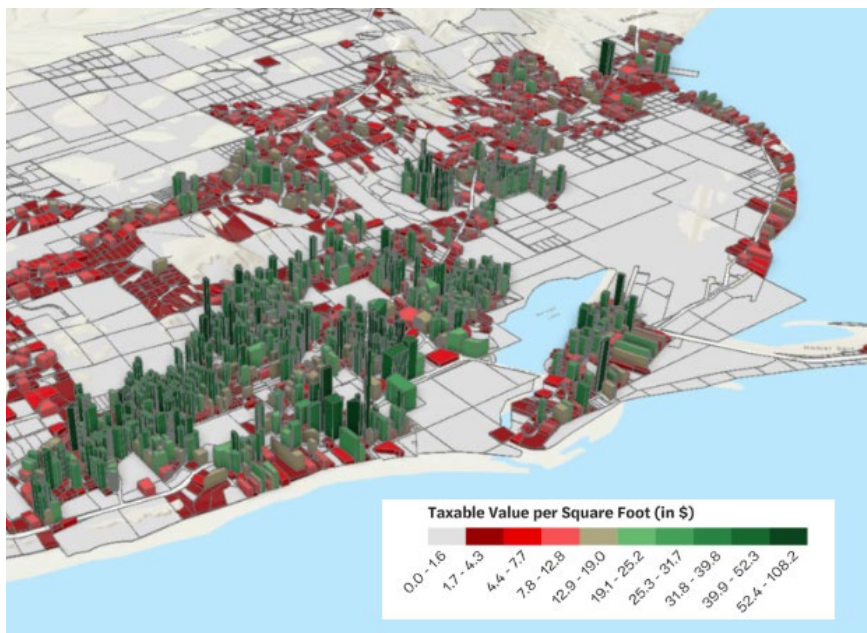 Taxable Value per Square Foot (in $)
0.0 - 1.6
1.7 - 4.3
4.4 - 7.7
7.8 - 12.8
12.9 - 19.0
19.1 - 25.2
25.3 - 31.7
31.8 - 39.8
39.9 - 52.3
52.4 - 108.2